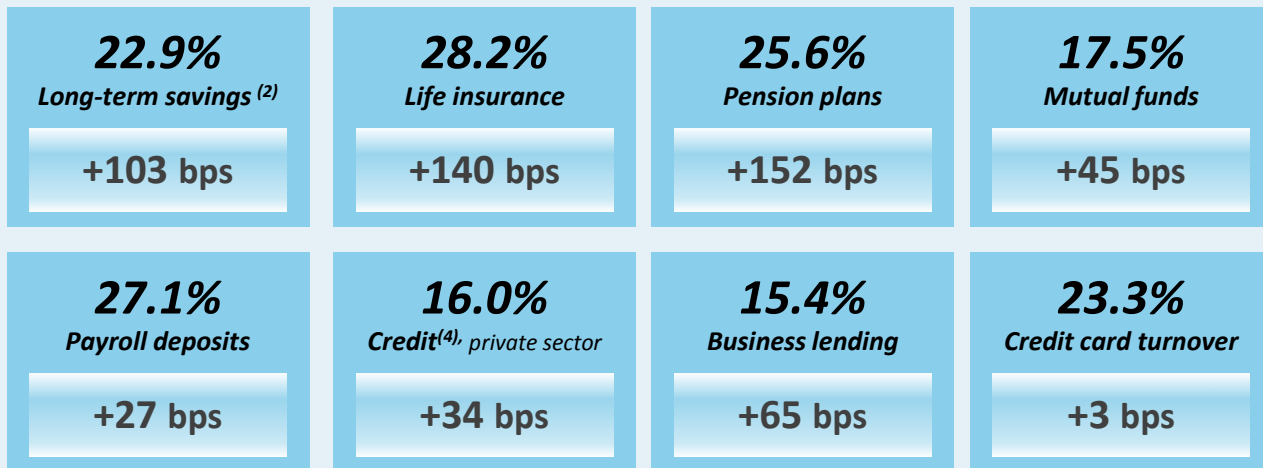 22.9%
Long-term savings (2)
+103 bps
28.2%
Life insurance
+140 bps
25.6%
Pension plans
+152 bps
17.5%
Mutual funds
+45 bps
27.1%
Payroll deposits
+27 bps
16.0%
Credit(4), private sector
+34 bps
15.4%
Business lending
+65 bps
23.3%
Credit card turnover
+3 bps